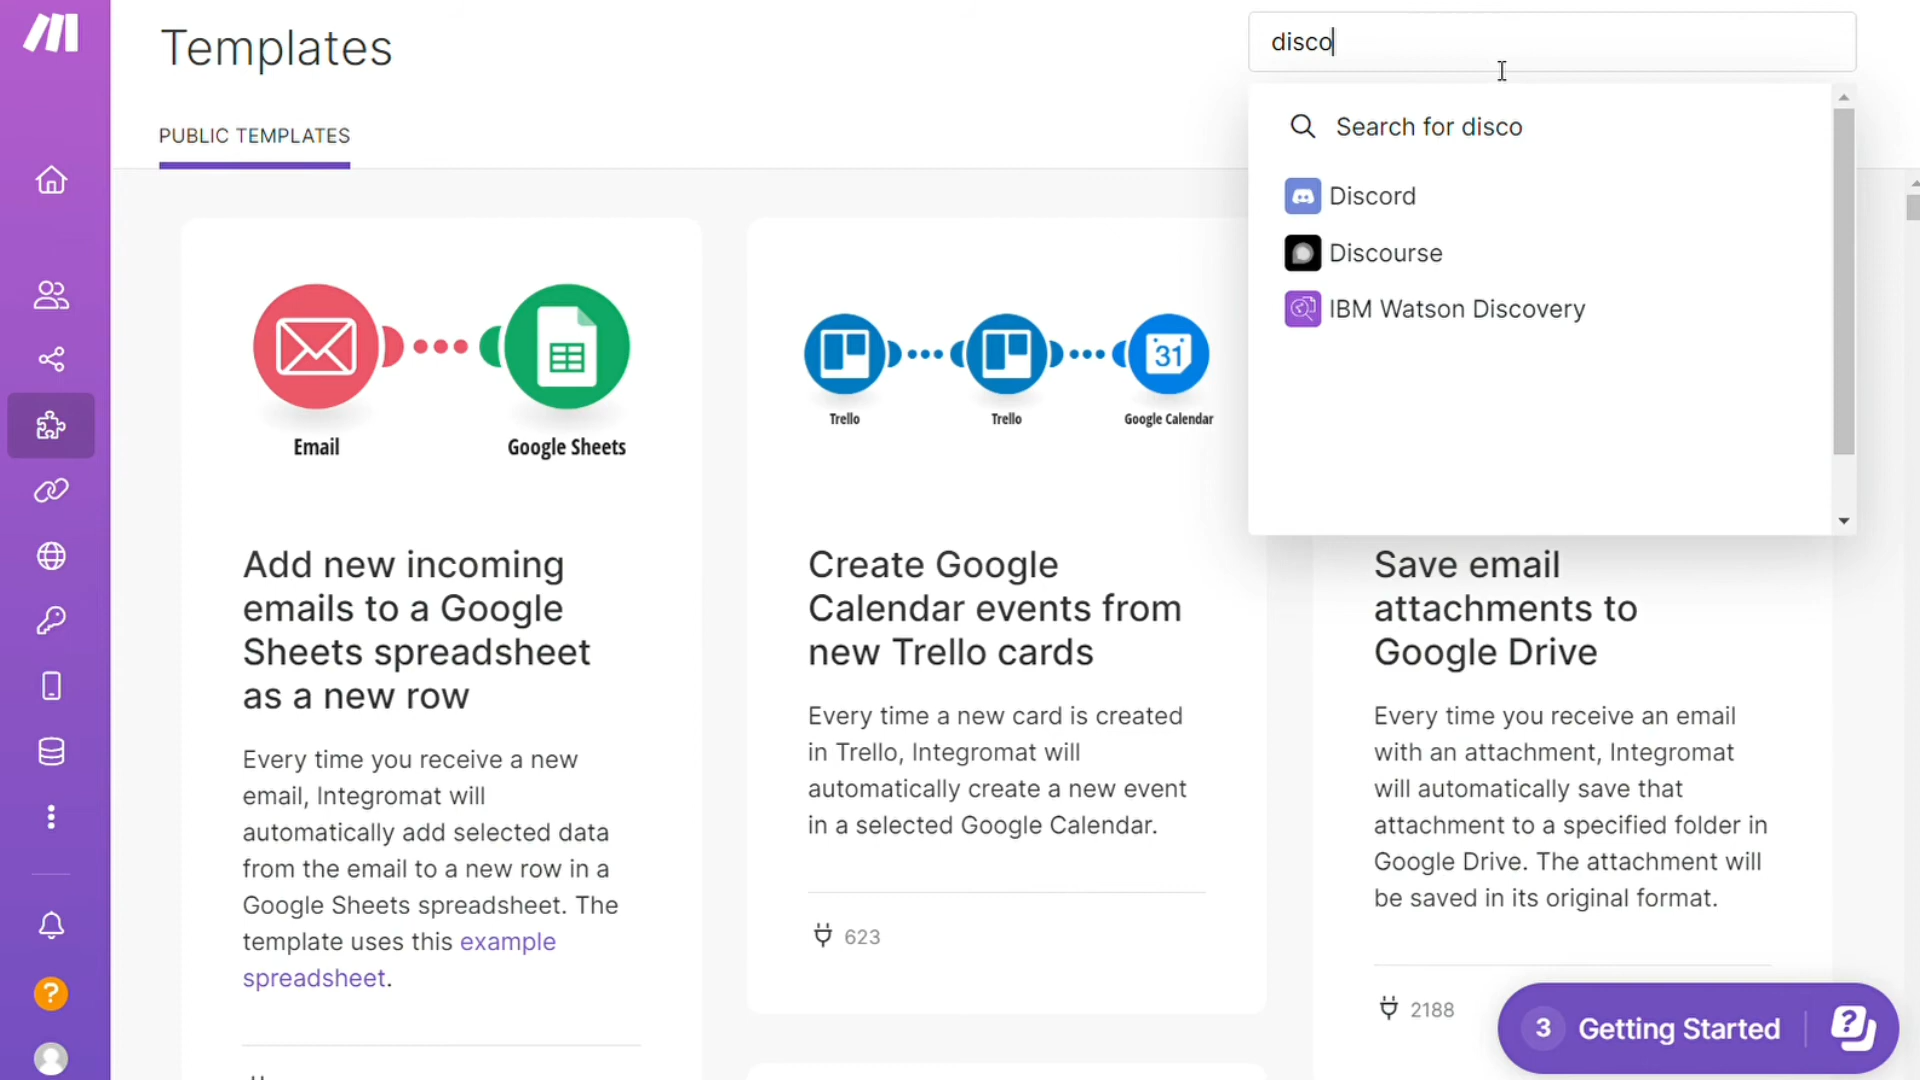 Templates
disco
PUBLIC TEMPLATES
Search for disco
Discord
Discourse
IBM Watson Discovery
Email
Google Sheets
Trello
Trello
31
Google Calendar
Add new incoming
emails to a Google
Sheets spreadsheet
as a new row
Every time you receive a new
email, Integromat will
automatically add selected data
from the email to a new row in a
Google Sheets spreadsheet. The
template uses this example
spreadsheet.
Create Google
Calendar events from
new Trello cards
Every time a new card is created
in Trello, Integromat will
automatically create a new event
in a selected Google Calendar.
623
Save email
attachments to
Google Drive
Every time you receive an email
with an attachment, Integromat
will automatically save that
attachment to a specified folder in
Google Drive. The attachment will
be saved in its original format.
2188
?
3 Getting Started ?